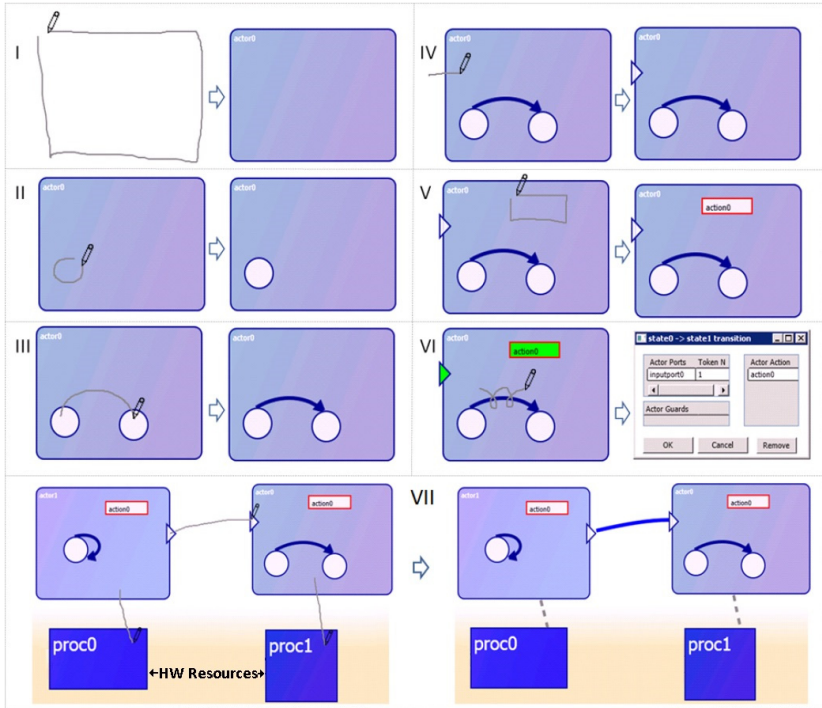 I
actor0
IV
actor0
actor0
II
actor0
actor0
V
actor0
actor0
action0
III
actor0
actor0
VI
actor0
action0
state0 -> state1 transition
Actor Ports Token N Actor Action
inputport0 1 action0
Actor Guards
OK Cancel Remove
VII
actor1
action0
actor0
action0
actor1
action0
actor0
action0
proc0
←HW Resources→
proc1
proc0
proc1